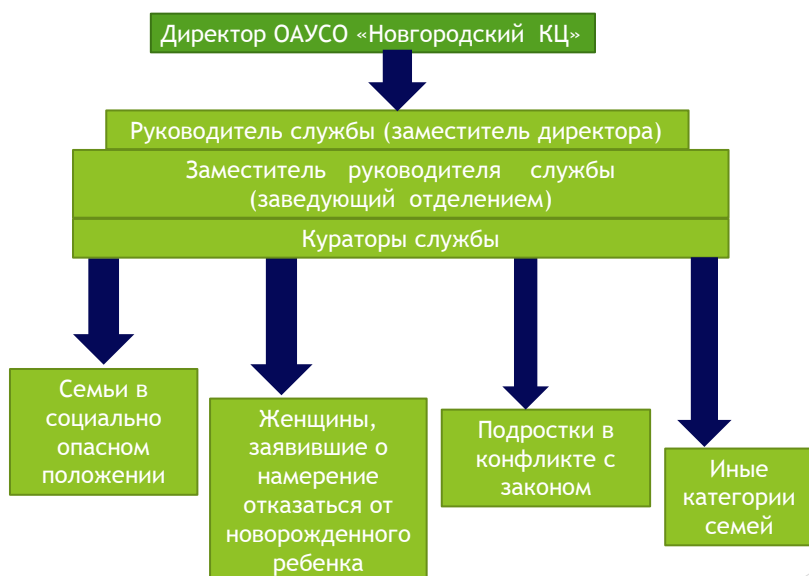 Директор ОАУСО «Новгородский КЦ»
Руководитель службы (заместитель директора)
Заместитель руководителя службы
(заведующий отделением)
Кураторы службы
Семьи в
социально
опасном
положении
Женщины,
заявившие о
намерение
отказаться от
новорожденного
ребенка
Подростки в
конфликте с
законом
Иные
категории
семей